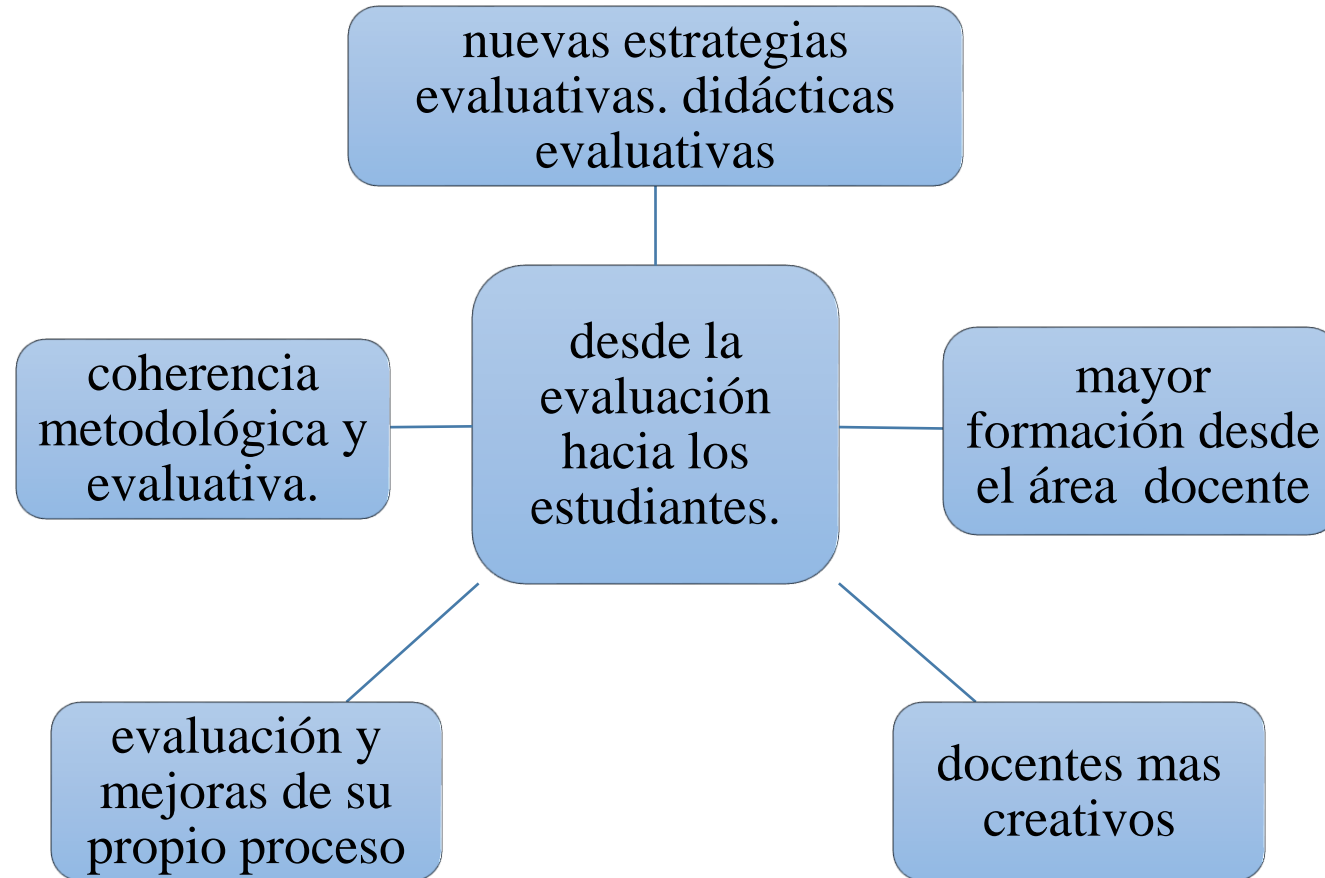 nuevas estrategias
evaluativas. didácticas
evaluativas
coherencia
metodológica y
evaluativa.
desde la
evaluación
hacia los
estudiantes.
mayor
formación desde
el área  docente
evaluación y
mejoras de su
propio proceso
docentes mas
creativos